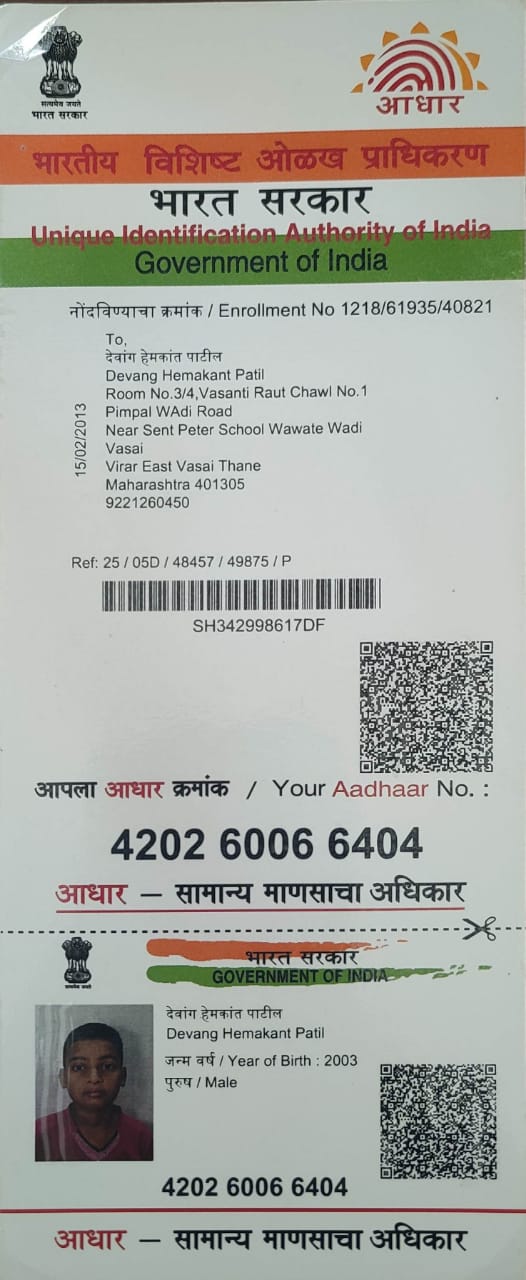 सत्यमेव जयते
भारत सरकार
आधार
भारतीय विशिष्ट ओळख प्राधिकरण
भारत सरकार
Unique Identification Authority of India
Government of India
नोंदविण्याचा क्रमांक / Enrollment No 1218/61935/40821
To,
देवांग हेमकांत पाटील
Devang Hemakant Patil
Room No.3/4,Vasanti Raut Chawl No.1
Pimpal WAdi Road
Near Sent Peter School Wawate Wadi
Vasai
Virar East Vasai Thane
Maharashtra 401305
9221260450
15/02/2013
Ref: 25 / 05D / 48457 / 49875 / P
SH342998617DF
आपला आधार क्रमांक / Your Aadhaar No. :
4202 6006 6404
आधार – सामान्य माणसाचा अधिकार
भारत सरकार
GOVERNMENT OF INDIA
देवांग हेमकांत पाटील
Devang Hemakant Patil
जन्म वर्ष / Year of Birth : 2003
पुरुष / Male
4202 6006 6404
आधार – सामान्य माणसाचा अधिकार